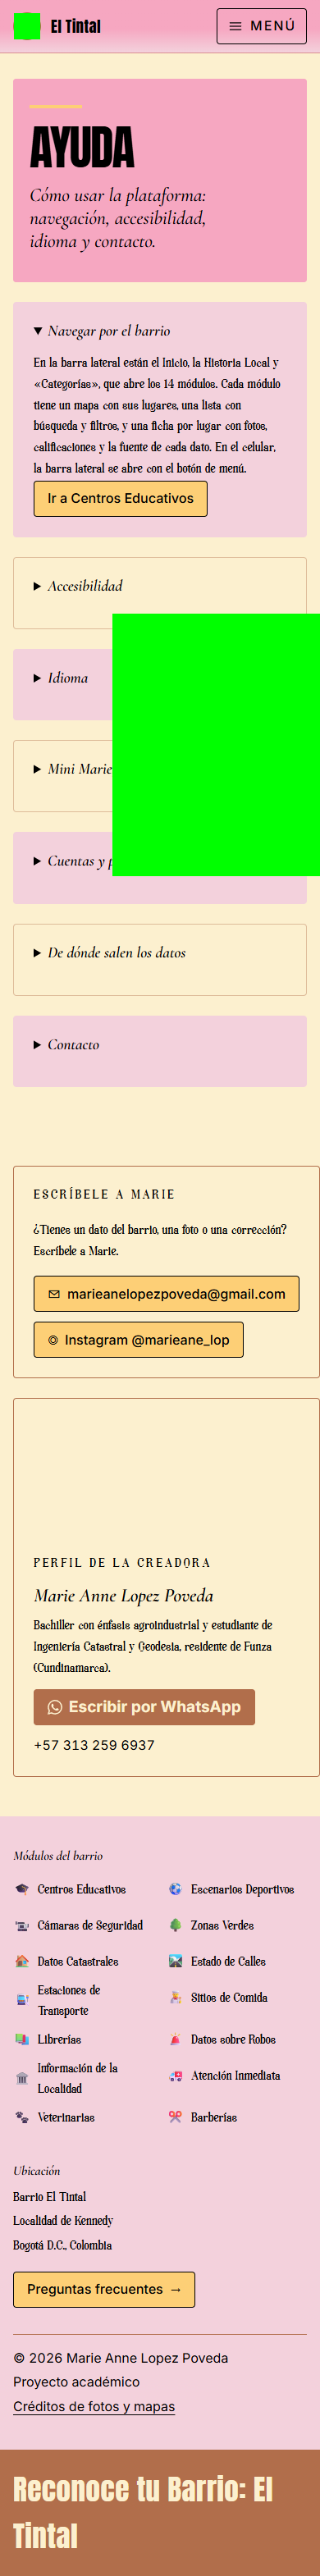 El Tintal
MENÚ
AYUDA
Cómo usar la plataforma:
navegación, accesibilidad,
idioma y contacto.
Navegar por el barrio
En la barra lateral están el Inicio, la Historia Local y
«Categorías», que abre los 14 módulos. Cada módulo
tiene un mapa con sus lugares, una lista con
búsqueda y filtros, y una ficha por lugar con fotos,
calificaciones y la fuente de cada dato. En el celular,
la barra lateral se abre con el botón de menú.
Ir a Centros Educativos
Accesibilidad
Idioma
Mini Marie
Cuentas y
De dónde salen los datos
Contacto
ESCRÍBELE A MARIE
¿Tienes un dato del barrio, una foto o una corrección?
Escríbele a Marie.
marieanelopezpoveda@gmail.com
Instagram @marieane_lop
PERFIL DE LA CREADORA
Marie Anne Lopez Poveda
Bachiller con énfasis agroindustrial y estudiante de
Ingeniería Catastral y Geodesia, residente de Funza
(Cundinamarca).
Escribir por WhatsApp
+57 313 259 6937
Módulos del barrio
Centros Educativos
Escenarios Deportivos
Cámaras de Seguridad
Zonas Verdes
Datos Catastrales
Estado de Calles
Estaciones de
Transporte
Sitios de Comida
Librerías
Datos sobre Robos
Información de la
Localidad
Atención Inmediata
Veterinarias
Barberías
Ubicación
Barrio El Tintal
Localidad de Kennedy
Bogotá D.C., Colombia
Preguntas frecuentes →
© 2026 Marie Anne Lopez Poveda
Proyecto académico
Créditos de fotos y mapas
Reconoce tu Barrio: El
Tintal